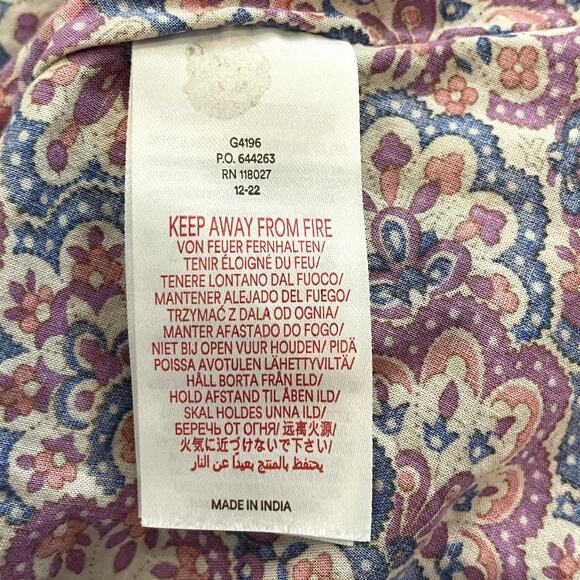 G4196
P.O. 644263
RN 118027
12-22
KEEP AWAY FROM FIRE
VON FEUER FERNHALTEN/
TENIR ÉLOIGNÉ DU FEU/
TENERE LONTANO DAL FUOCO/
MANTENER ALEJADO DEL FUEGO/
TRZYMAĆ Z DALA OD OGNIA/
MANTER AFASTADO DO FOGO/
NIET BIJ OPEN VUUR HOUDEN/ PIDÄ
POISSA AVOTULEN LÄHETTYVILTÄ/
HÅLL BORTA FRÅN ELD/
HOLD AFSTAND TIL ÅBEN ILD/
SKAL HOLDES UNNA ILD/
БЕРЕЧЬ ОТ ОГНЯ/ 远离火源/
火気に近づけないで下さい/
يحتفظ بالمنتج بعيداً عن النار
MADE IN INDIA